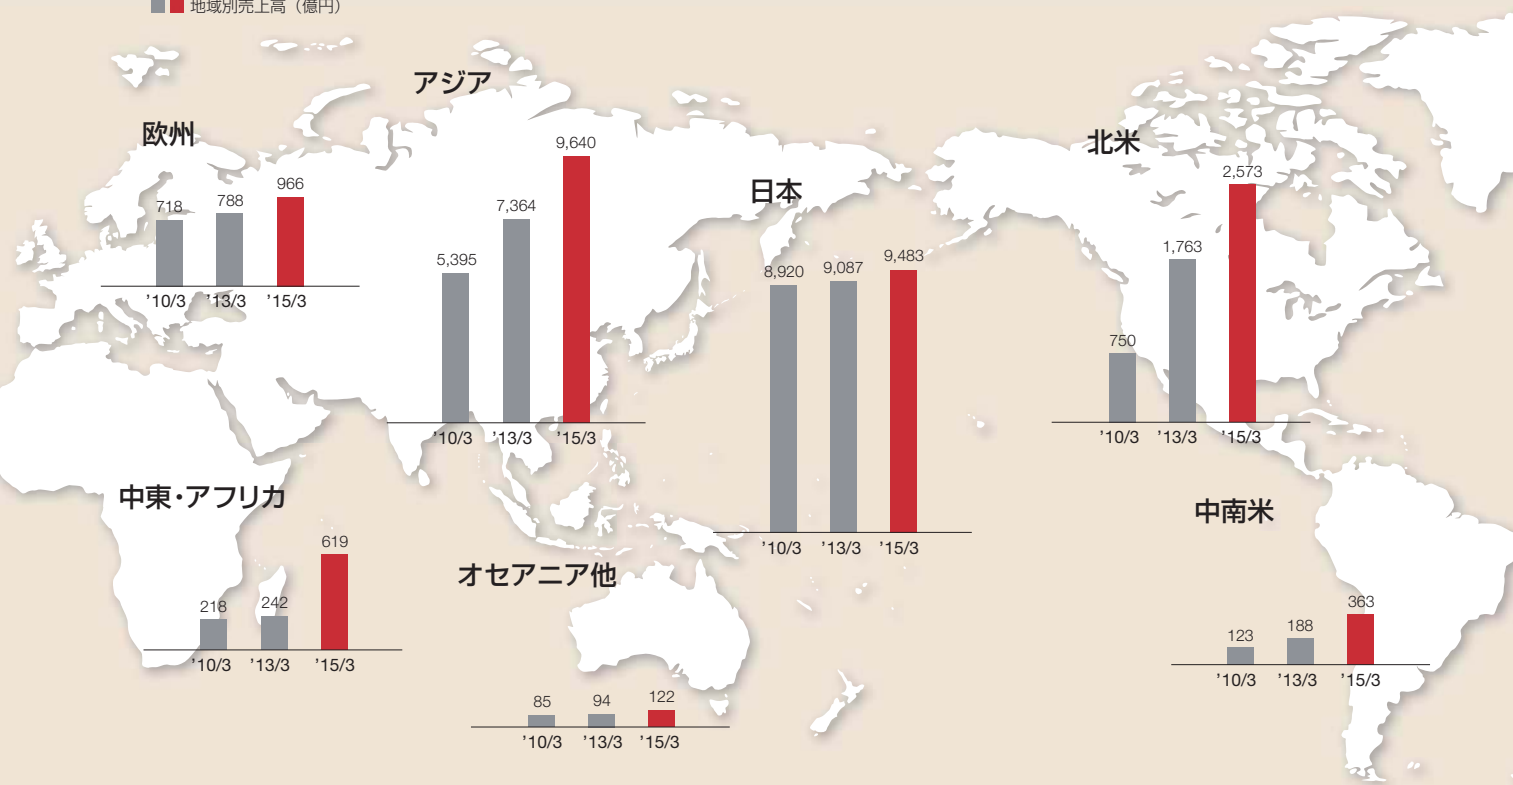 地域別売上高（億円）
欧州
718 788 966
'10/3 '13/3 '15/3
アジア
5,395 7,364 9,640
'10/3 '13/3 '15/3
日本
8,920 9,087 9,483
'10/3 '13/3 '15/3
北米
750 1,763 2,573
'10/3 '13/3 '15/3
中東・アフリカ
218 242 619
'10/3 '13/3 '15/3
オセアニア他
85 94 122
'10/3 '13/3 '15/3
中南米
123 188 363
'10/3 '13/3 '15/3